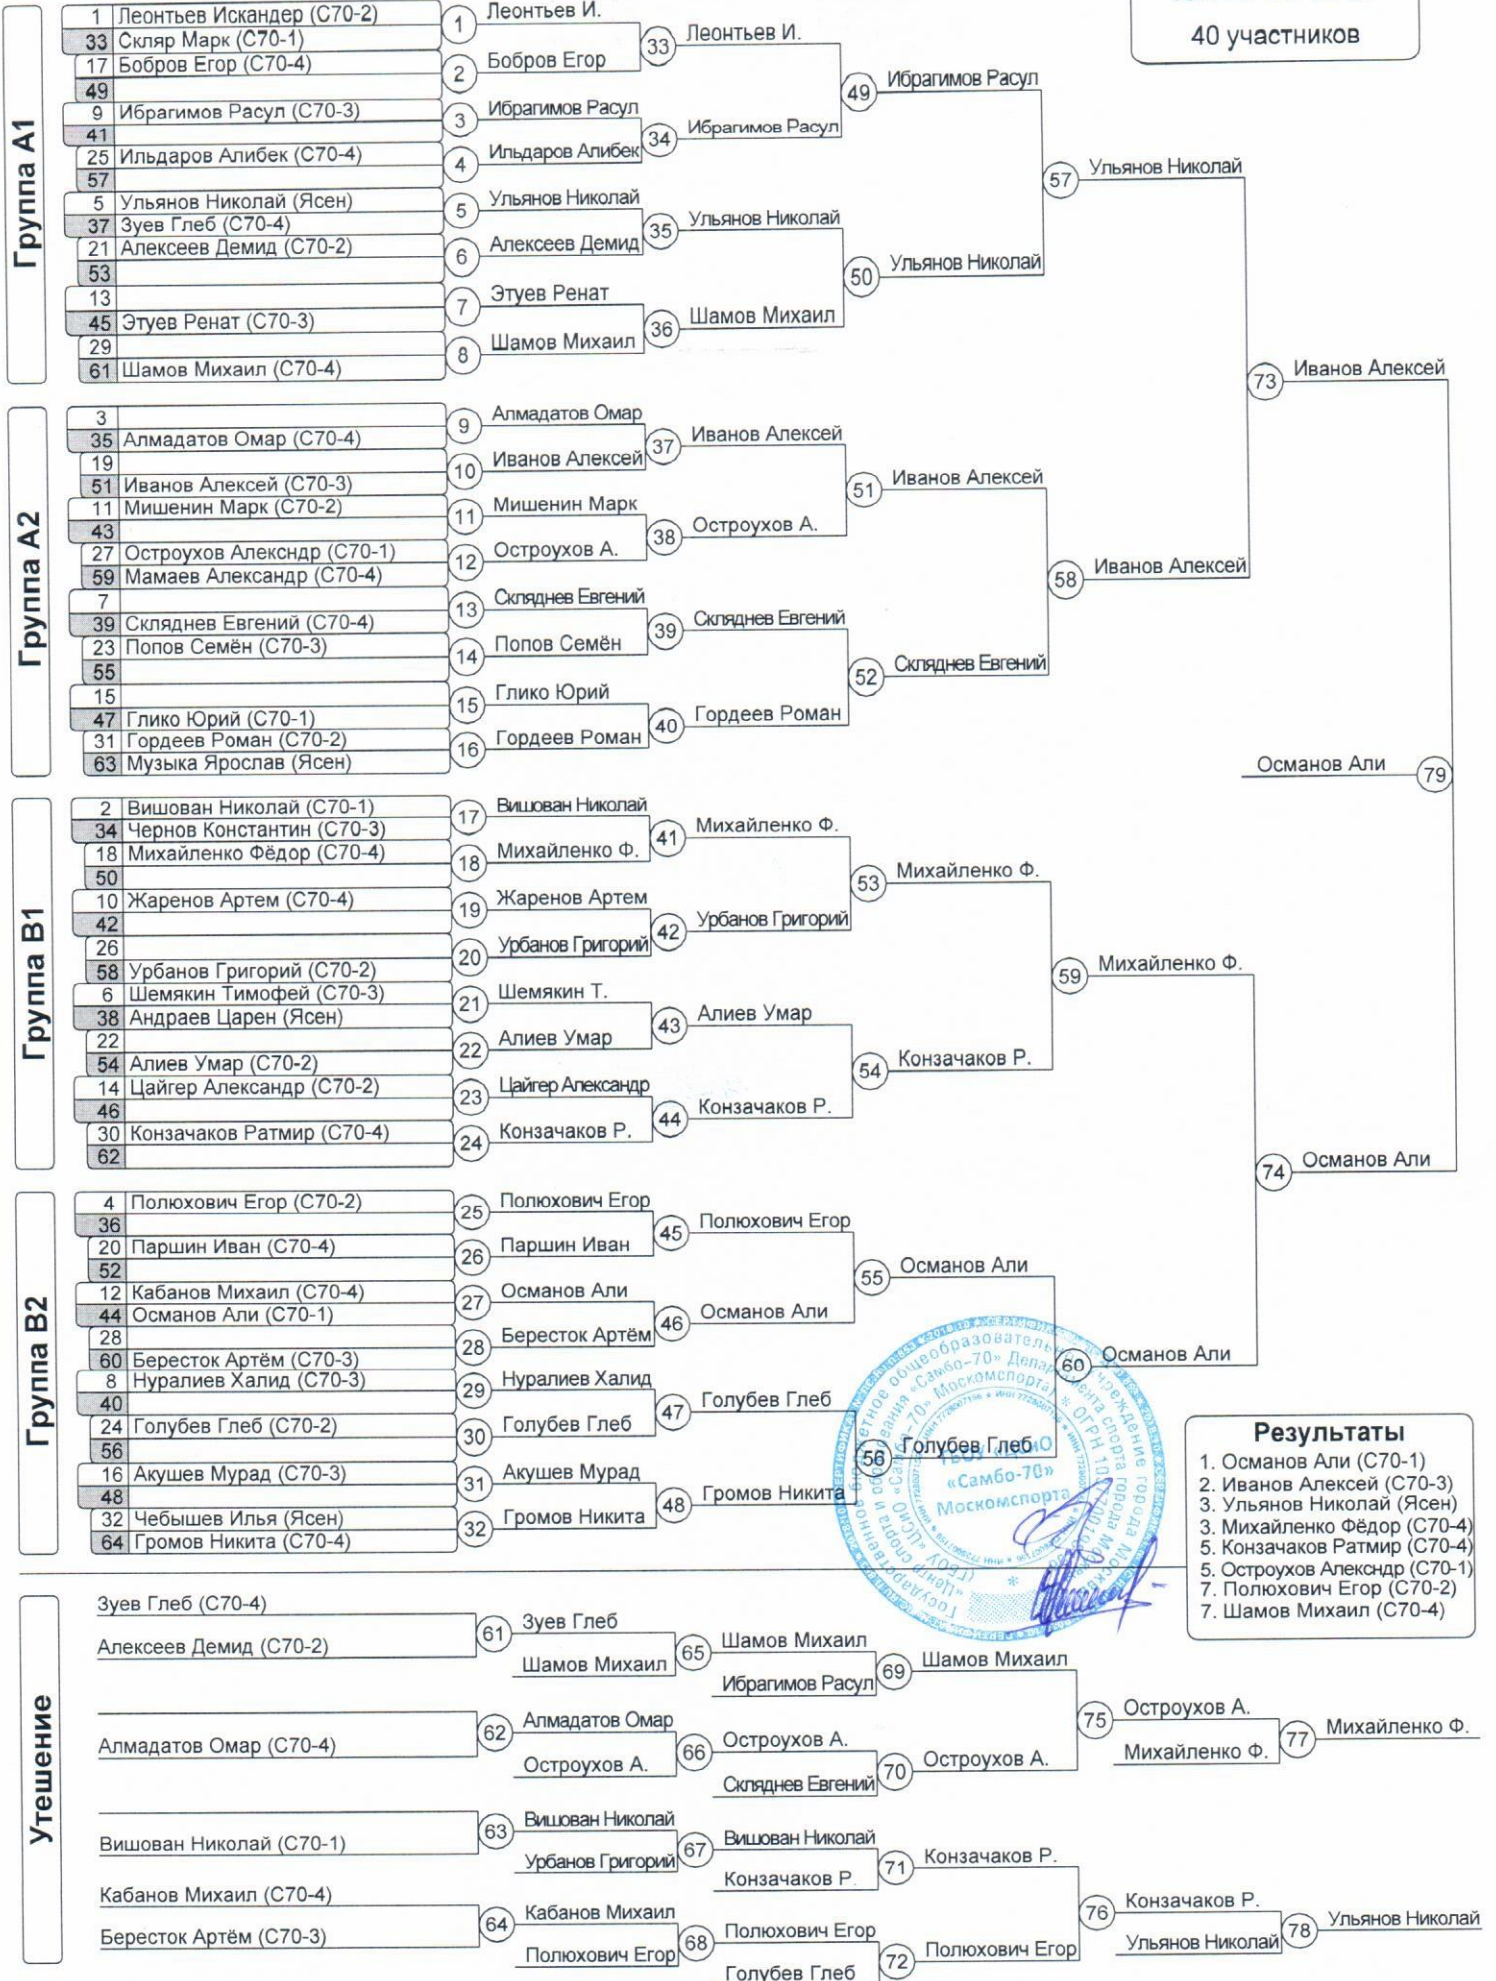 40 участников
Группа А1
1 Леонтьев Искандер (С70-2)
33 Скляр Марк (С70-1)
17 Бобров Егор (С70-4)
49
9 Ибрагимов Расул (С70-3)
41
25 Ильдаров Алибек (С70-4)
57
5 Ульянов Николай (Ясен)
37 Зуев Глеб (С70-4)
21 Алексеев Демид (С70-2)
53
13
45 Этуев Ренат (С70-3)
29
61 Шамов Михаил (С70-4)
1 Леонтьев И.
2 Бобров Егор
3 Ибрагимов Расул
4 Ильдаров Алибек
5 Ульянов Николай
6 Алексеев Демид
7 Этуев Ренат
8 Шамов Михаил
33 Леонтьев И.
34 Ибрагимов Расул
35 Ульянов Николай
36 Шамов Михаил
49 Ибрагимов Расул
50 Ульянов Николай
57 Ульянов Николай
Группа А2
3
35 Алмадатов Омар (С70-4)
19
51 Иванов Алексей (С70-3)
11 Мишенин Марк (С70-2)
43
27 Остроухов Алекснdр (С70-1)
59 Мамаев Александр (С70-4)
7
39 Скляднев Евгений (С70-4)
23 Попов Семён (С70-3)
55
15
47 Глико Юрий (С70-1)
31 Гордеев Роман (С70-2)
63 Музыка Ярослав (Ясен)
9 Алмадатов Омар
10 Иванов Алексей
11 Мишенин Марк
12 Остроухов А.
13 Скляднев Евгений
14 Попов Семён
15 Глико Юрий
16 Гордеев Роман
37 Иванов Алексей
38 Остроухов А.
39 Скляднев Евгений
40 Гордеев Роман
51 Иванов Алексей
52 Скляднев Евгений
58 Иванов Алексей
73 Иванов Алексей
Османов Али 79
Группа В1
2 Вишован Николай (С70-1)
34 Чернов Константин (С70-3)
18 Михайленко Фёдор (С70-4)
50
10 Жаренов Артем (С70-4)
42
26
58 Урбанов Григорий (С70-2)
6 Шемякин Тимофей (С70-3)
38 Андраев Царен (Ясен)
22
54 Алиев Умар (С70-2)
14 Цайгер Александр (С70-2)
46
30 Конзачаков Ратмир (С70-4)
62
17 Вишован Николай
18 Михайленко Ф.
19 Жаренов Артем
20 Урбанов Григорий
21 Шемякин Т.
22 Алиев Умар
23 Цайгер Александр
24 Конзачаков Р.
41 Михайленко Ф.
42 Урбанов Григорий
43 Алиев Умар
44 Конзачаков Р.
53 Михайленко Ф.
54 Конзачаков Р.
59 Михайленко Ф.
74 Османов Али
Группа В2
4 Полюхович Егор (С70-2)
36
20 Паршин Иван (С70-4)
52
12 Кабанов Михаил (С70-4)
44 Османов Али (С70-1)
28
60 Бересток Артём (С70-3)
8 Нуралиев Халид (С70-3)
40
24 Голубев Глеб (С70-2)
56
16 Акушев Мурад (С70-3)
48
32 Чебышев Илья (Ясен)
64 Громов Никита (С70-4)
25 Полюхович Егор
26 Паршин Иван
27 Османов Али
28 Бересток Артём
29 Нуралиев Халид
30 Голубев Глеб
31 Акушев Мурад
32 Громов Никита
45 Полюхович Егор
46 Османов Али
47 Голубев Глеб
48 Громов Никита
55 Османов Али
56 Голубев Глеб
60 Османов Али
«Самбо-70»
Москомспорта
Результаты
1. Османов Али (С70-1)
2. Иванов Алексей (С70-3)
3. Ульянов Николай (Ясен)
3. Михайленко Фёдор (С70-4)
5. Конзачаков Ратмир (С70-4)
5. Остроухов Алекснdр (С70-1)
7. Полюхович Егор (С70-2)
7. Шамов Михаил (С70-4)
Утешение
Зуев Глеб (С70-4)
Алексеев Демид (С70-2)
Алмадатов Омар (С70-4)
Вишован Николай (С70-1)
Кабанов Михаил (С70-4)
Бересток Артём (С70-3)
61 Зуев Глеб
Шамов Михаил
62 Алмадатов Омар
Остроухов А.
63 Вишован Николай
Урбанов Григорий
64 Кабанов Михаил
Полюхович Егор
65 Шамов Михаил
Ибрагимов Расул
66 Остроухов А.
Скляднев Евгений
67 Вишован Николай
Конзачаков Р.
68 Полюхович Егор
Голубев Глеб
69 Шамов Михаил
70 Остроухов А.
71 Конзачаков Р.
72 Полюхович Егор
75 Остроухов А.
Михайленко Ф.
76 Конзачаков Р.
Ульянов Николай
77 Михайленко Ф.
78 Ульянов Николай